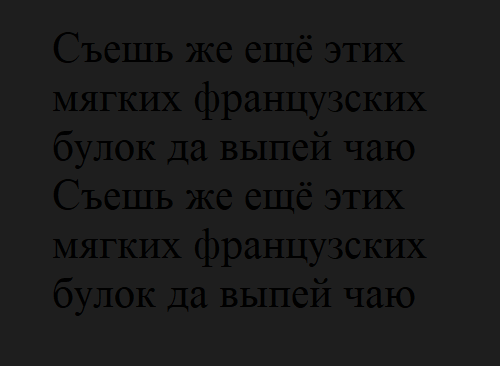 Съешь же ещё этих
мягких французских
булок да выпей чаю
Съешь же ещё этих
мягких французских
булок да выпей чаю